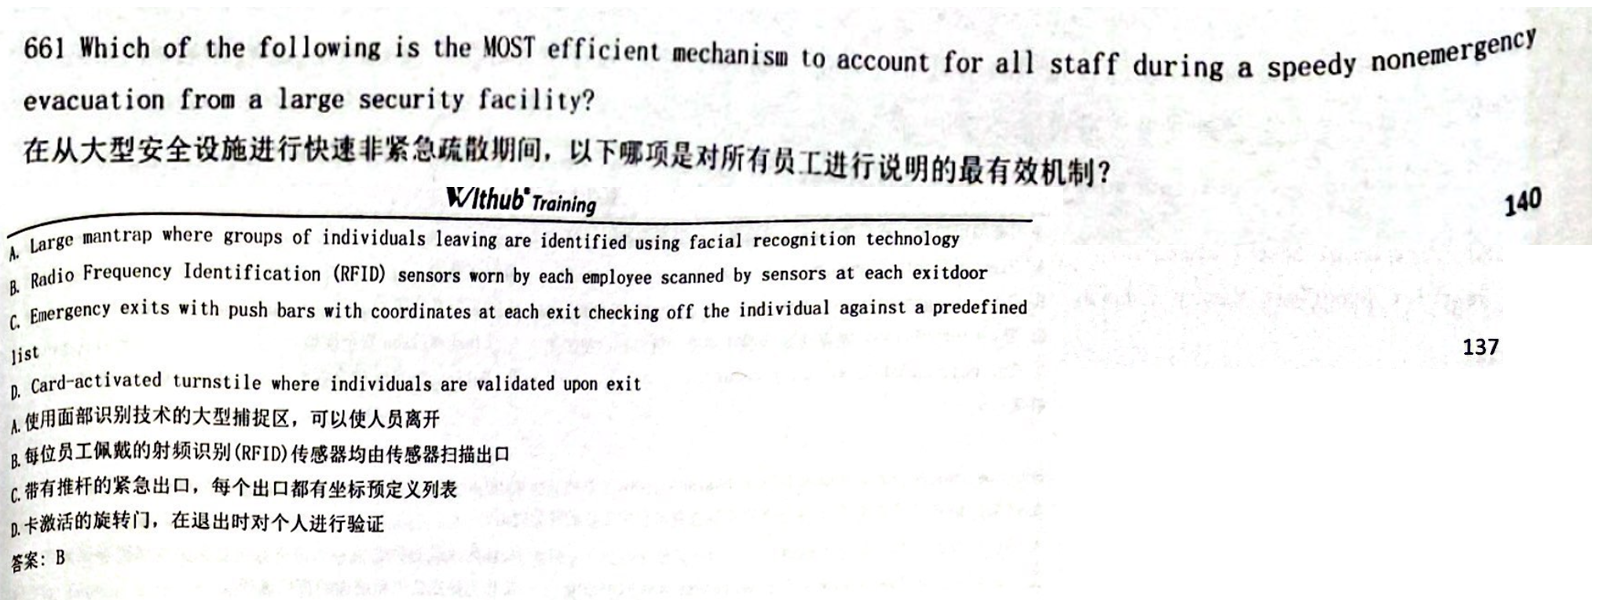 661 Which of the following is the MOST efficient mechanism to account for all staff during a speedy nonemergency
evacuation from a large security facility?
在从大型安全设施进行快速非紧急疏散期间，以下哪项是对所有员工进行说明的最有效机制？
Withub® Training
140
A. Large mantrap where groups of individuals leaving are identified using facial recognition technology
B. Radio Frequency Identification (RFID) sensors worn by each employee scanned by sensors at each exitdoor
C. Emergency exits with push bars with coordinates at each exit checking off the individual against a predefined
list
137
D. Card-activated turnstile where individuals are validated upon exit
A. 使用面部识别技术的大型捕捉区，可以使人员离开
B. 每位员工佩戴的射频识别(RFID)传感器均由传感器扫描出口
C. 带有推杆的紧急出口，每个出口都有坐标预定义列表
D. 卡激活的旋转门，在退出时对个人进行验证
答案：B